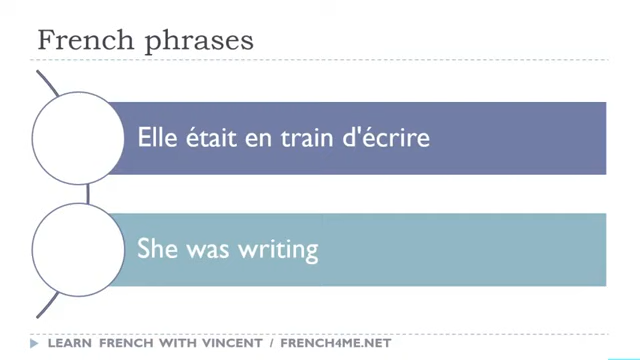 French phrases
Elle était en train d'écrire
She was writing
LEARN FRENCH WITH VINCENT / FRENCH4ME.NET